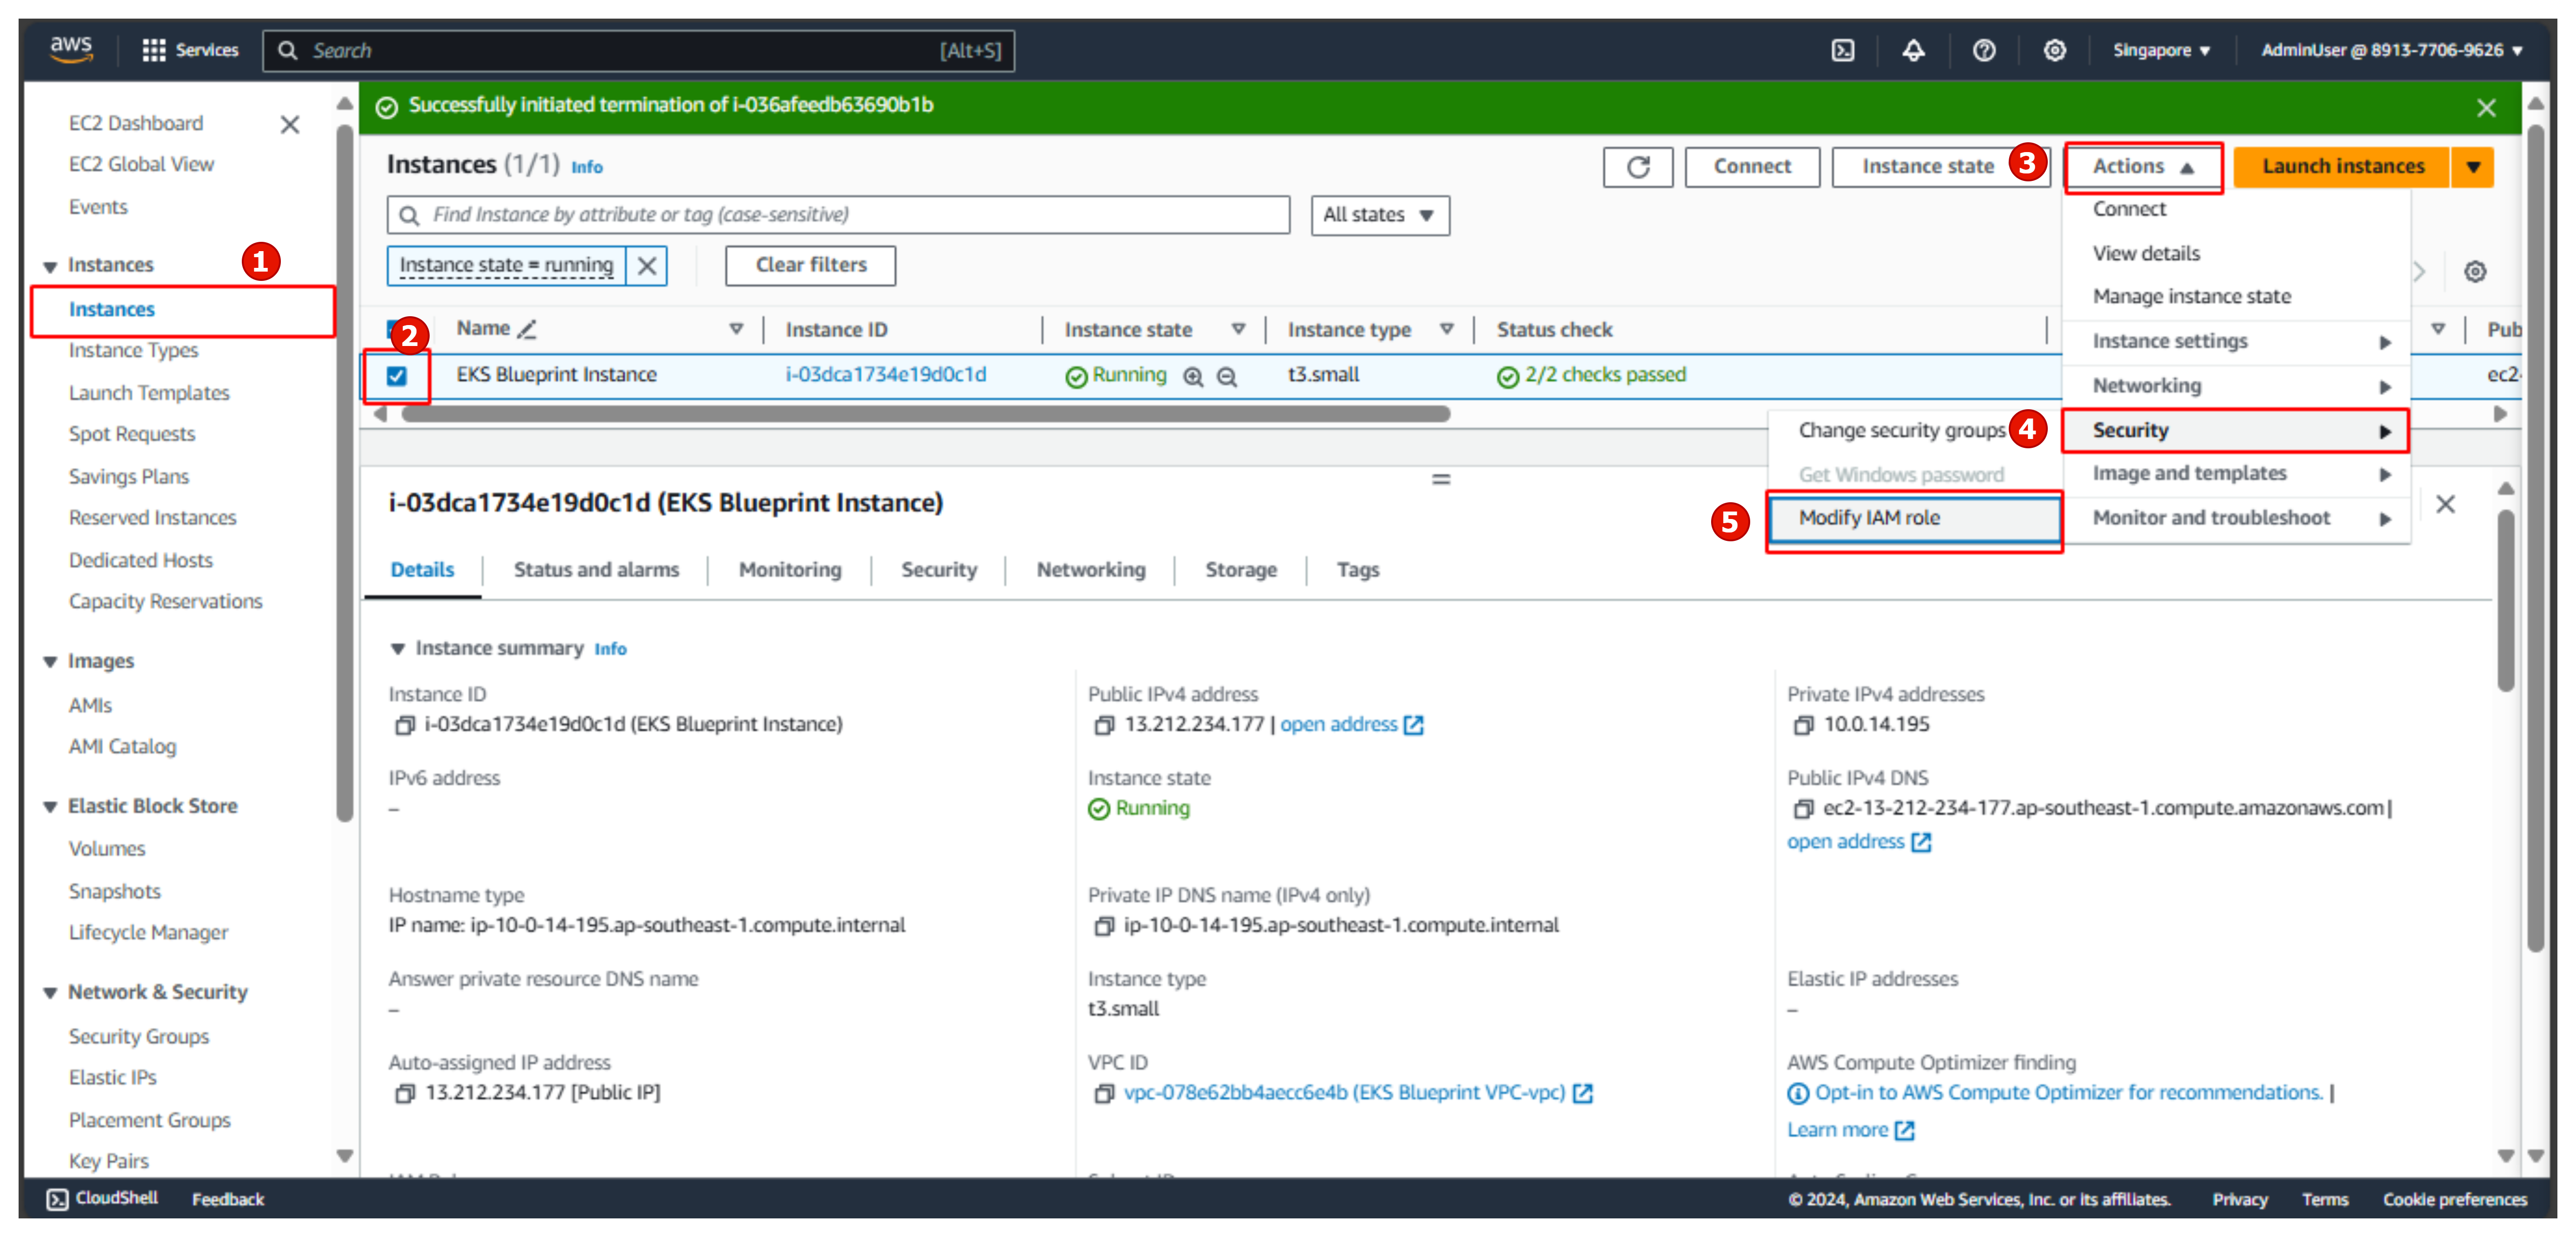 aws
Services
Search
[Alt+S]
Singapore
AdminUser @ 8913-7706-9626
EC2 Dashboard
EC2 Global View
Events
Instances
1
Instances
Instance Types
Launch Templates
Spot Requests
Savings Plans
Reserved Instances
Dedicated Hosts
Capacity Reservations
Images
AMIs
AMI Catalog
Elastic Block Store
Volumes
Snapshots
Lifecycle Manager
Network & Security
Security Groups
Elastic IPs
Placement Groups
Key Pairs
Successfully initiated termination of i-036afeedb63690b1b
Instances (1/1) Info
Connect
Instance state
3
Actions
Launch instances
Find Instance by attribute or tag (case-sensitive)
All states
Instance state = running
Clear filters
2
Name
Instance ID
Instance state
Instance type
Status check
Pub
EKS Blueprint Instance
i-03dca1734e19d0c1d
Running
t3.small
2/2 checks passed
ec2-
Connect
View details
Manage instance state
Instance settings
Networking
4
Security
Image and templates
Monitor and troubleshoot
Change security groups
Get Windows password
5
Modify IAM role
i-03dca1734e19d0c1d (EKS Blueprint Instance)
Details
Status and alarms
Monitoring
Security
Networking
Storage
Tags
Instance summary Info
Instance ID
i-03dca1734e19d0c1d (EKS Blueprint Instance)
Public IPv4 address
13.212.234.177 | open address
Private IPv4 addresses
10.0.14.195
IPv6 address
–
Instance state
Running
Public IPv4 DNS
ec2-13-212-234-177.ap-southeast-1.compute.amazonaws.com |
open address
Hostname type
IP name: ip-10-0-14-195.ap-southeast-1.compute.internal
Private IP DNS name (IPv4 only)
ip-10-0-14-195.ap-southeast-1.compute.internal
Answer private resource DNS name
–
Instance type
t3.small
Elastic IP addresses
–
Auto-assigned IP address
13.212.234.177 [Public IP]
VPC ID
vpc-078e62bb4aecc6e4b (EKS Blueprint VPC-vpc)
AWS Compute Optimizer finding
Opt-in to AWS Compute Optimizer for recommendations. |
Learn more
CloudShell
Feedback
© 2024, Amazon Web Services, Inc. or its affiliates.
Privacy
Terms
Cookie preferences